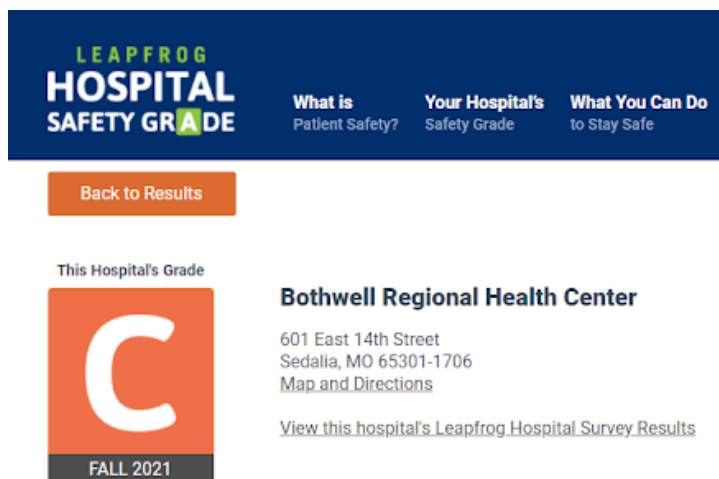 LEAPFROG
HOSPITAL
SAFETY GRADE
What is
Patient Safety?
Your Hospital's
Safety Grade
What You Can Do
to Stay Safe
Back to Results
This Hospital's Grade
C
FALL 2021
Bothwell Regional Health Center
601 East 14th Street
Sedalia, MO 65301-1706
Map and Directions
View this hospital's Leapfrog Hospital Survey Results